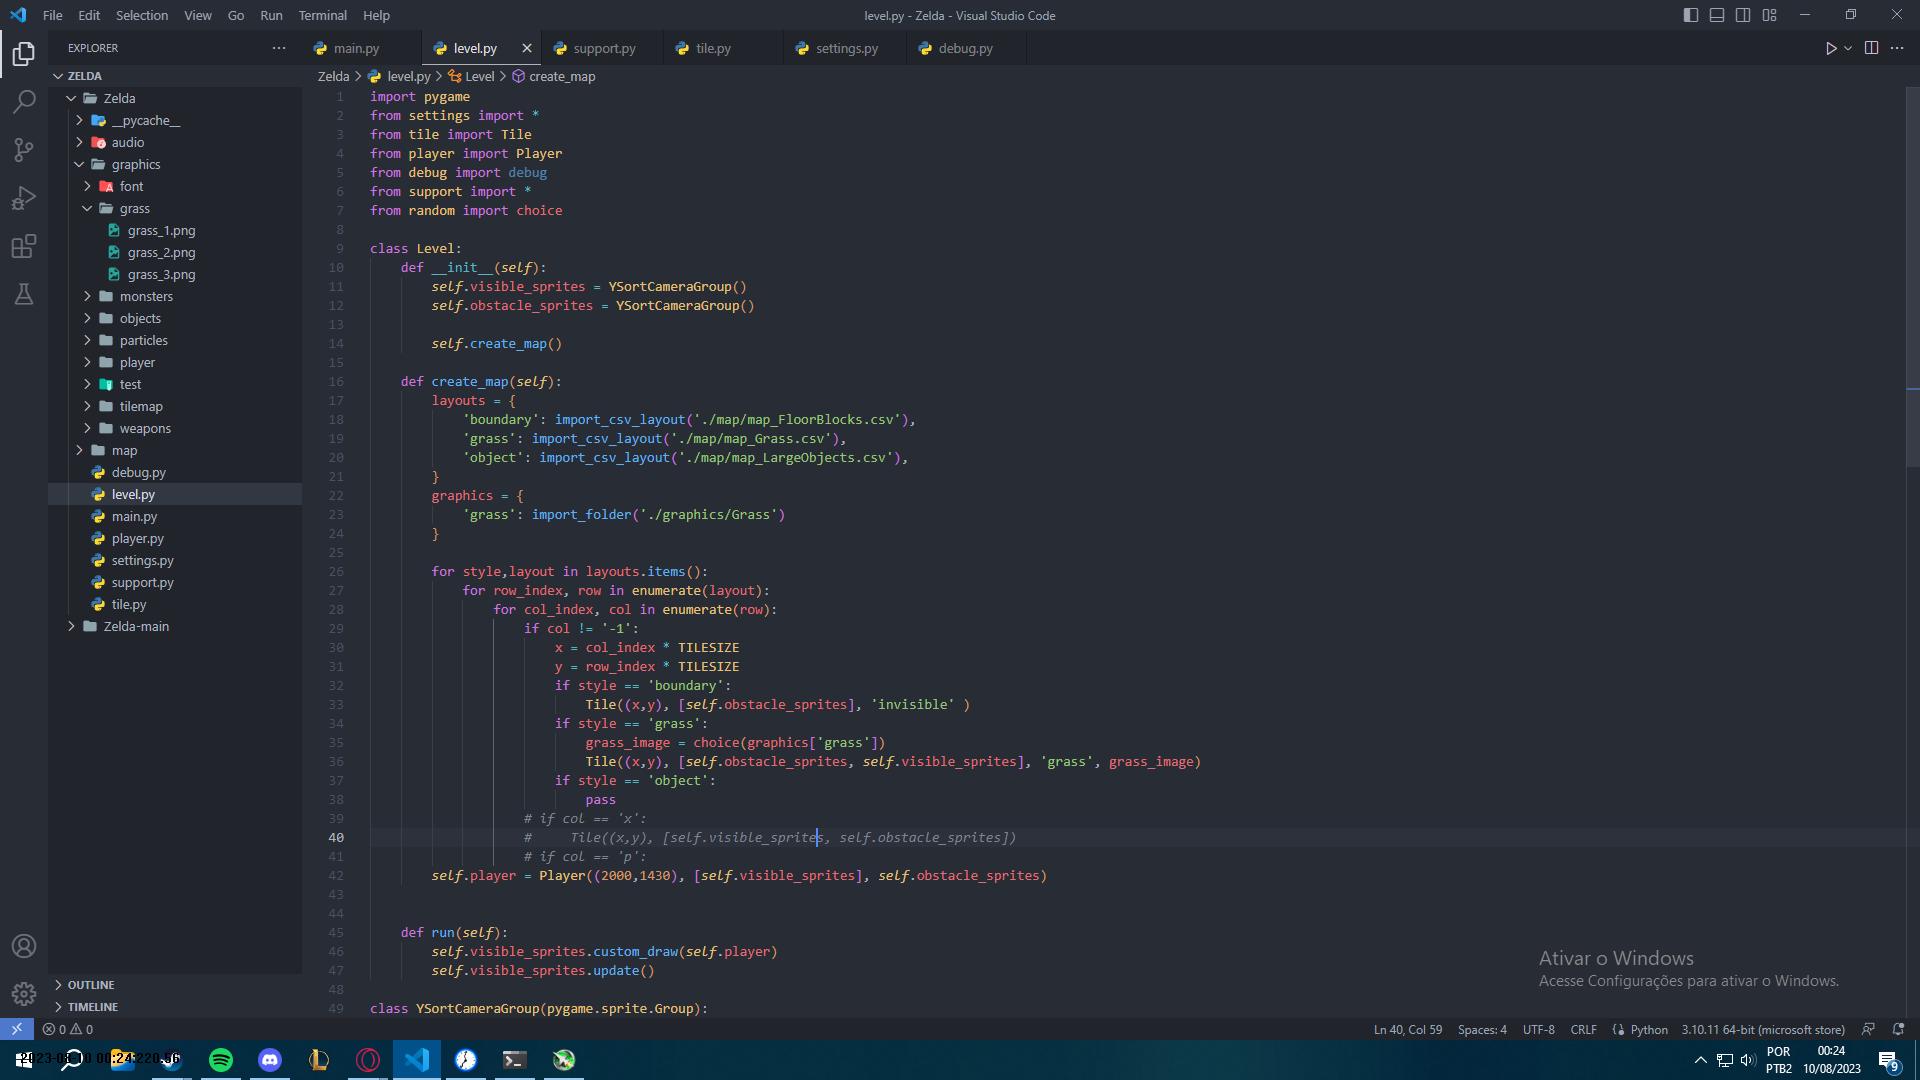 File Edit Selection View Go Run Terminal Help
level.py - Zelda - Visual Studio Code
EXPLORER
main.py
level.py
support.py
tile.py
settings.py
debug.py
ZELDA
Zelda > level.py > Level > create_map
Zelda
__pycache__
audio
graphics
font
grass
grass_1.png
grass_2.png
grass_3.png
monsters
objects
particles
player
test
tilemap
weapons
map
debug.py
level.py
main.py
player.py
settings.py
support.py
tile.py
Zelda-main
OUTLINE
TIMELINE
1 import pygame
2 from settings import *
3 from tile import Tile
4 from player import Player
5 from debug import debug
6 from support import *
7 from random import choice
8
9 class Level:
10     def __init__(self):
11         self.visible_sprites = YSortCameraGroup()
12         self.obstacle_sprites = YSortCameraGroup()
13
14         self.create_map()
15
16     def create_map(self):
17         layouts = {
18             'boundary': import_csv_layout('./map/map_FloorBlocks.csv'),
19             'grass': import_csv_layout('./map/map_Grass.csv'),
20             'object': import_csv_layout('./map/map_LargeObjects.csv'),
21         }
22         graphics = {
23             'grass': import_folder('./graphics/Grass')
24         }
25
26         for style,layout in layouts.items():
27             for row_index, row in enumerate(layout):
28                 for col_index, col in enumerate(row):
29                     if col != '-1':
30                         x = col_index * TILESIZE
31                         y = row_index * TILESIZE
32                         if style == 'boundary':
33                             Tile((x,y), [self.obstacle_sprites], 'invisible' )
34                         if style == 'grass':
35                             grass_image = choice(graphics['grass'])
36                             Tile((x,y), [self.obstacle_sprites, self.visible_sprites], 'grass', grass_image)
37                         if style == 'object':
38                             pass
39                     # if col == 'x':
40                     #     Tile((x,y), [self.visible_sprites, self.obstacle_sprites])
41                     # if col == 'p':
42         self.player = Player((2000,1430), [self.visible_sprites], self.obstacle_sprites)
43
44
45     def run(self):
46         self.visible_sprites.custom_draw(self.player)
47         self.visible_sprites.update()
48
49 class YSortCameraGroup(pygame.sprite.Group):
Ativar o Windows
Acesse Configurações para ativar o Windows.
0 0
Ln 40, Col 59 Spaces: 4 UTF-8 CRLF Python 3.10.11 64-bit (microsoft store)
POR
PTB2
00:24
10/08/2023
9